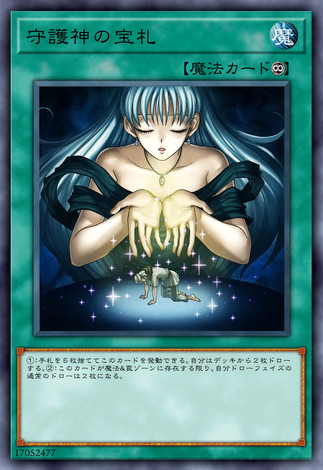 守護神の宝札
魔
【魔法カード】
①:手札を5枚捨ててこのカードを発動できる。自分はデッキから2枚ドロー
する。②:このカードが魔法&罠ゾーンに存在する限り、自分ドローフェイズの
通常のドローは2枚になる。
17052477